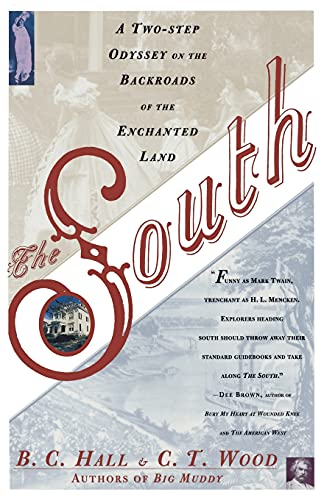 A Two-step
Odyssey on the
Backroads
of the
Enchanted
Land
The
South
"Funny as Mark Twain,
trenchant as H. L. Mencken.
Explorers heading
south should throw away their
standard guidebooks and take
along The South."
—Dee Brown, author of
Bury My Heart at Wounded Knee
and The American West
B. C. Hall & C. T. Wood
Authors of Big Muddy